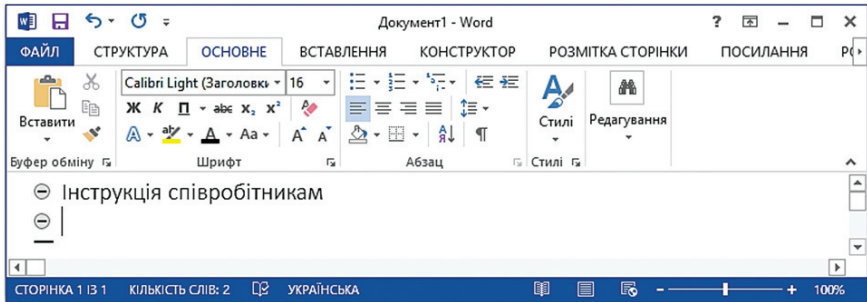 Документ1 - Word
ФАЙЛ СТРУКТУРА ОСНОВНЕ ВСТАВЛЕННЯ КОНСТРУКТОР РОЗМІТКА СТОРІНКИ ПОСИЛАННЯ
Calibri Light (Заголовки 16
Ж К П abc x₂ x²
Вставити
Стилі
Редагування
А Аа А А
Буфер обміну Шрифт Абзац Стилі
Інструкція співробітникам
СТОРІНКА 1 ІЗ 1 КІЛЬКІСТЬ СЛІВ: 2 УКРАЇНСЬКА 100%